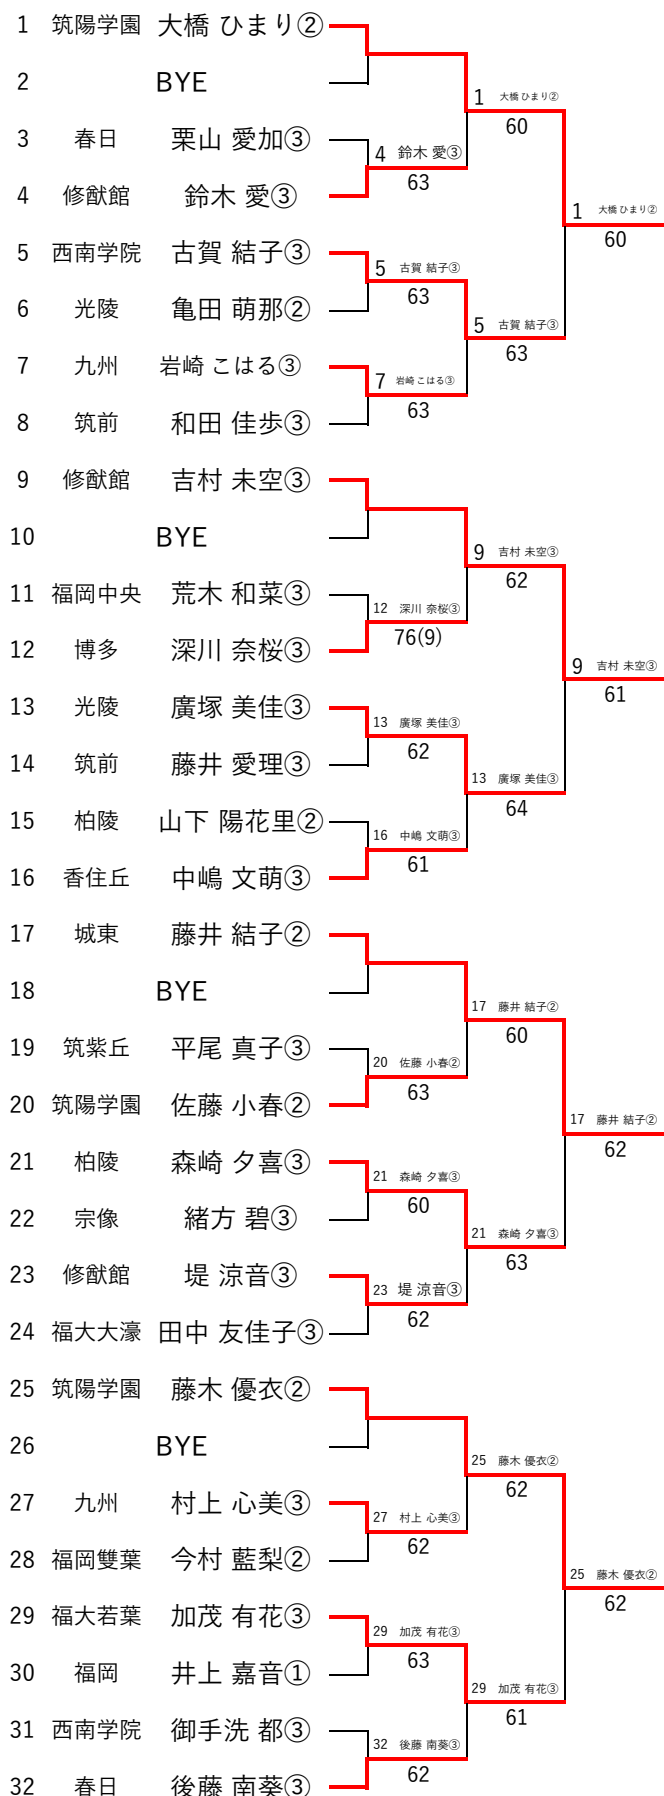 1 筑陽学園 大橋 ひまり②
2 BYE
1 大橋 ひまり②
60
3 春日 栗山 愛加③
4 鈴木 愛③
63
4 修猷館 鈴木 愛③
1 大橋 ひまり②
60
5 西南学院 古賀 結子③
5 古賀 結子③
63
6 光陵 亀田 萌那②
5 古賀 結子③
63
7 九州 岩崎 こはる③
7 岩崎 こはる③
63
8 筑前 和田 佳歩③
9 修猷館 吉村 未空③
10 BYE
9 吉村 未空③
62
11 福岡中央 荒木 和菜③
12 深川 奈桜③
76(9)
12 博多 深川 奈桜③
9 吉村 未空③
61
13 光陵 廣塚 美佳③
13 廣塚 美佳③
62
14 筑前 藤井 愛理③
13 廣塚 美佳③
64
15 柏陵 山下 陽花里②
16 中嶋 文萌③
61
16 香住丘 中嶋 文萌③
17 城東 藤井 結子②
18 BYE
17 藤井 結子②
60
19 筑紫丘 平尾 真子③
20 佐藤 小春②
63
20 筑陽学園 佐藤 小春②
17 藤井 結子②
62
21 柏陵 森崎 夕喜③
21 森崎 夕喜③
60
22 宗像 緒方 碧③
21 森崎 夕喜③
63
23 修猷館 堤 涼音③
23 堤 涼音③
62
24 福大大濠 田中 友佳子③
25 筑陽学園 藤木 優衣②
26 BYE
25 藤木 優衣②
62
27 九州 村上 心美③
27 村上 心美③
62
28 福岡雙葉 今村 藍梨②
25 藤木 優衣②
62
29 福大若葉 加茂 有花③
29 加茂 有花③
63
30 福岡 井上 嘉音①
29 加茂 有花③
61
31 西南学院 御手洗 都③
32 後藤 南葵③
62
32 春日 後藤 南葵③